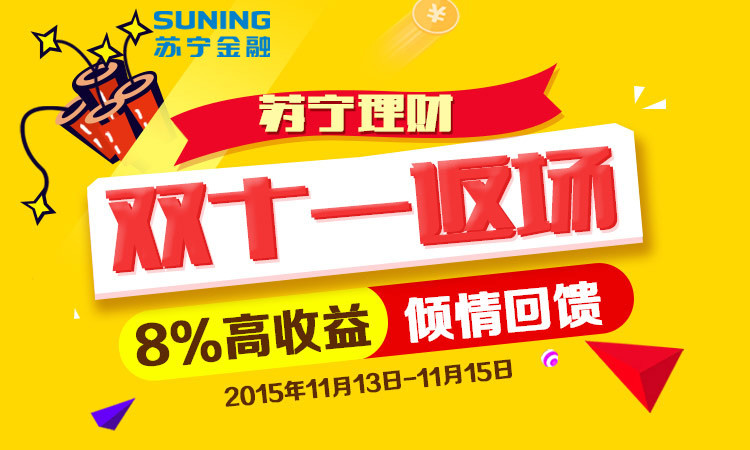 SUNING
苏宁金融
苏宁理财
双十一返场
8%高收益 倾情回馈
2015年11月13日-11月15日